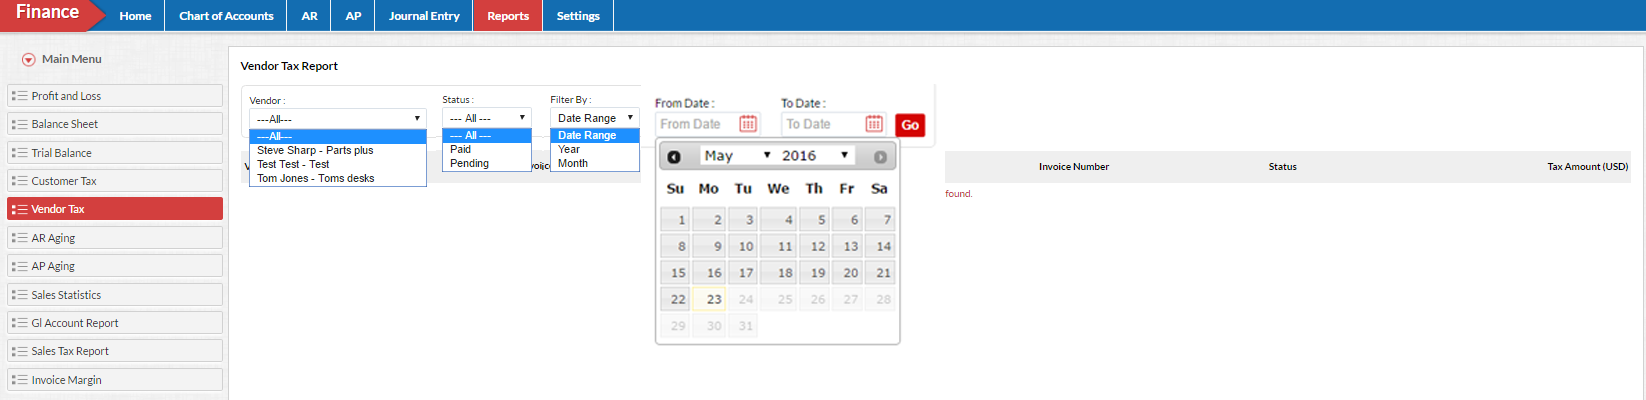 Finance
Home Chart of Accounts AR AP Journal Entry Reports Settings
Main Menu
Profit and Loss
Balance Sheet
Trial Balance
Customer Tax
Vendor Tax
AR Aging
AP Aging
Sales Statistics
Gl Account Report
Sales Tax Report
Invoice Margin
Vendor Tax Report
Vendor : Status : Filter By : From Date : To Date :
---All--- --- All --- Date Range From Date To Date Go
---All---
Steve Sharp - Parts plus
Test Test - Test
Tom Jones - Toms desks
--- All ---
Paid
Pending
Date Range
Year
Month
May 2016
Su Mo Tu We Th Fr Sa
1 2 3 4 5 6 7
8 9 10 11 12 13 14
15 16 17 18 19 20 21
22 23 24 25 26 27 28
29 30 31
Invoice Number Status Tax Amount (USD)
found.